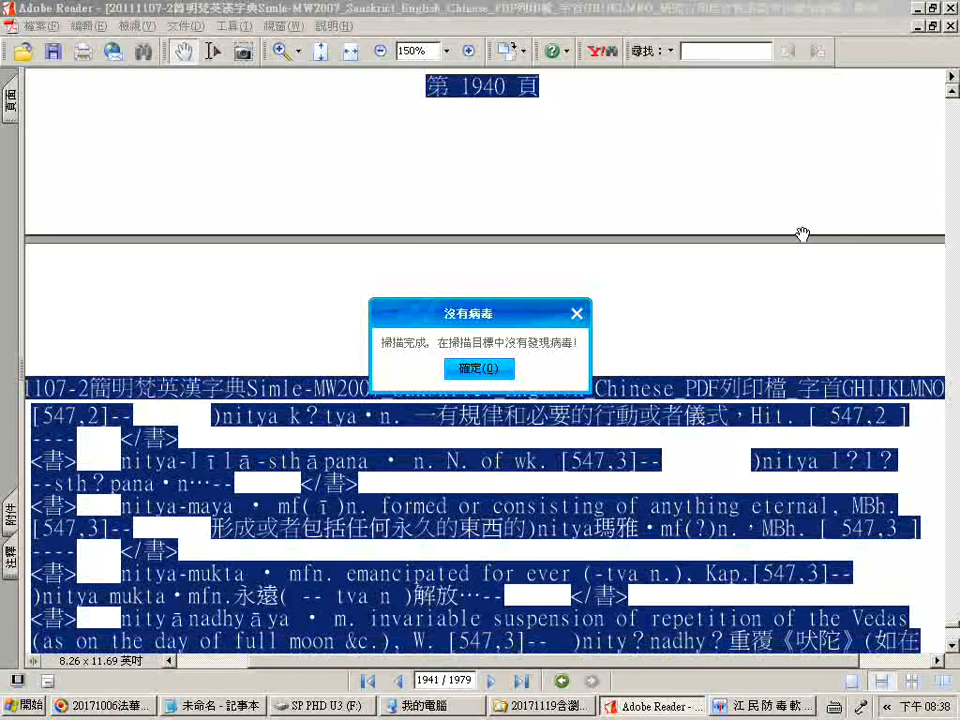 Adobe Reader - [20111107-2簡明梵英漢字典Simle-MW2007_Sanskrit_English_Chinese_PDF列印檔_字首GHIJKLMNO
檔案(F) 編輯(E) 檢視(V) 文件(D) 工具(T) 視窗(W) 說明(H)
150%
Y! 尋找:
頁面
第 1940 頁
沒有病毒
掃描完成, 在掃描目標中沒有發現病毒!
確定(O)
1107-2簡明梵英漢字典Simle-MW200
Chinese_PDF列印檔_字首GHIJKLMNO
[547,2]-- )nitya k?tya‧n. 一有規律和必要的行動或者儀式,Hit. [ 547,2 ]
---- </書>
<書> nitya-līlā-sthāpana ‧ n. N. of wk. [547,3]-- )nitya l?l?
--sth?pana‧n…-- </書>
<書> nitya-maya ‧ mf(ī)n. formed or consisting of anything eternal, MBh.
[547,3]-- 形成或者包括任何永久的東西的)nitya瑪雅‧mf(?)n.,MBh. [ 547,3 ]
---- </書>
<書> nitya-mukta ‧ mfn. emancipated for ever (-tva n.), Kap.[547,3]--
)nitya mukta‧mfn.永遠( -- tva n )解放…-- </書>
<書> nityānadhyāya ‧ m. invariable suspension of repetition of the Vedas
(as on the day of full moon &c.), W. [547,3]-- )nity?nadhy?重覆《吠陀》(如在
附件
注釋
8.26 x 11.69 英吋
1941 / 1979
開始 20171006法華... 未命名 - 記事本 SP PHD U3 (F:) 我的電腦 20171119含瀏... Adobe Reader -... 江民防毒軟... « 下午 08:38